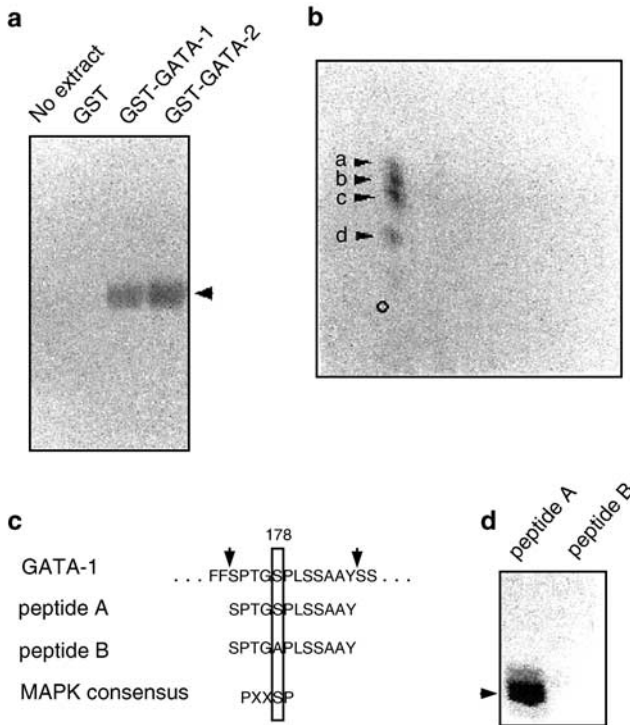 a
No extract
GST
GST-GATA-1
GST-GATA-2
b
a
b
c
d
c
178
GATA-1
. . . FFSPTGSPLSSAAYSS . . .
peptide A
SPTGSPLSSAAY
peptide B
SPTGAPLSSAAY
MAPK consensus
PXXSP
d
peptide A
peptide B